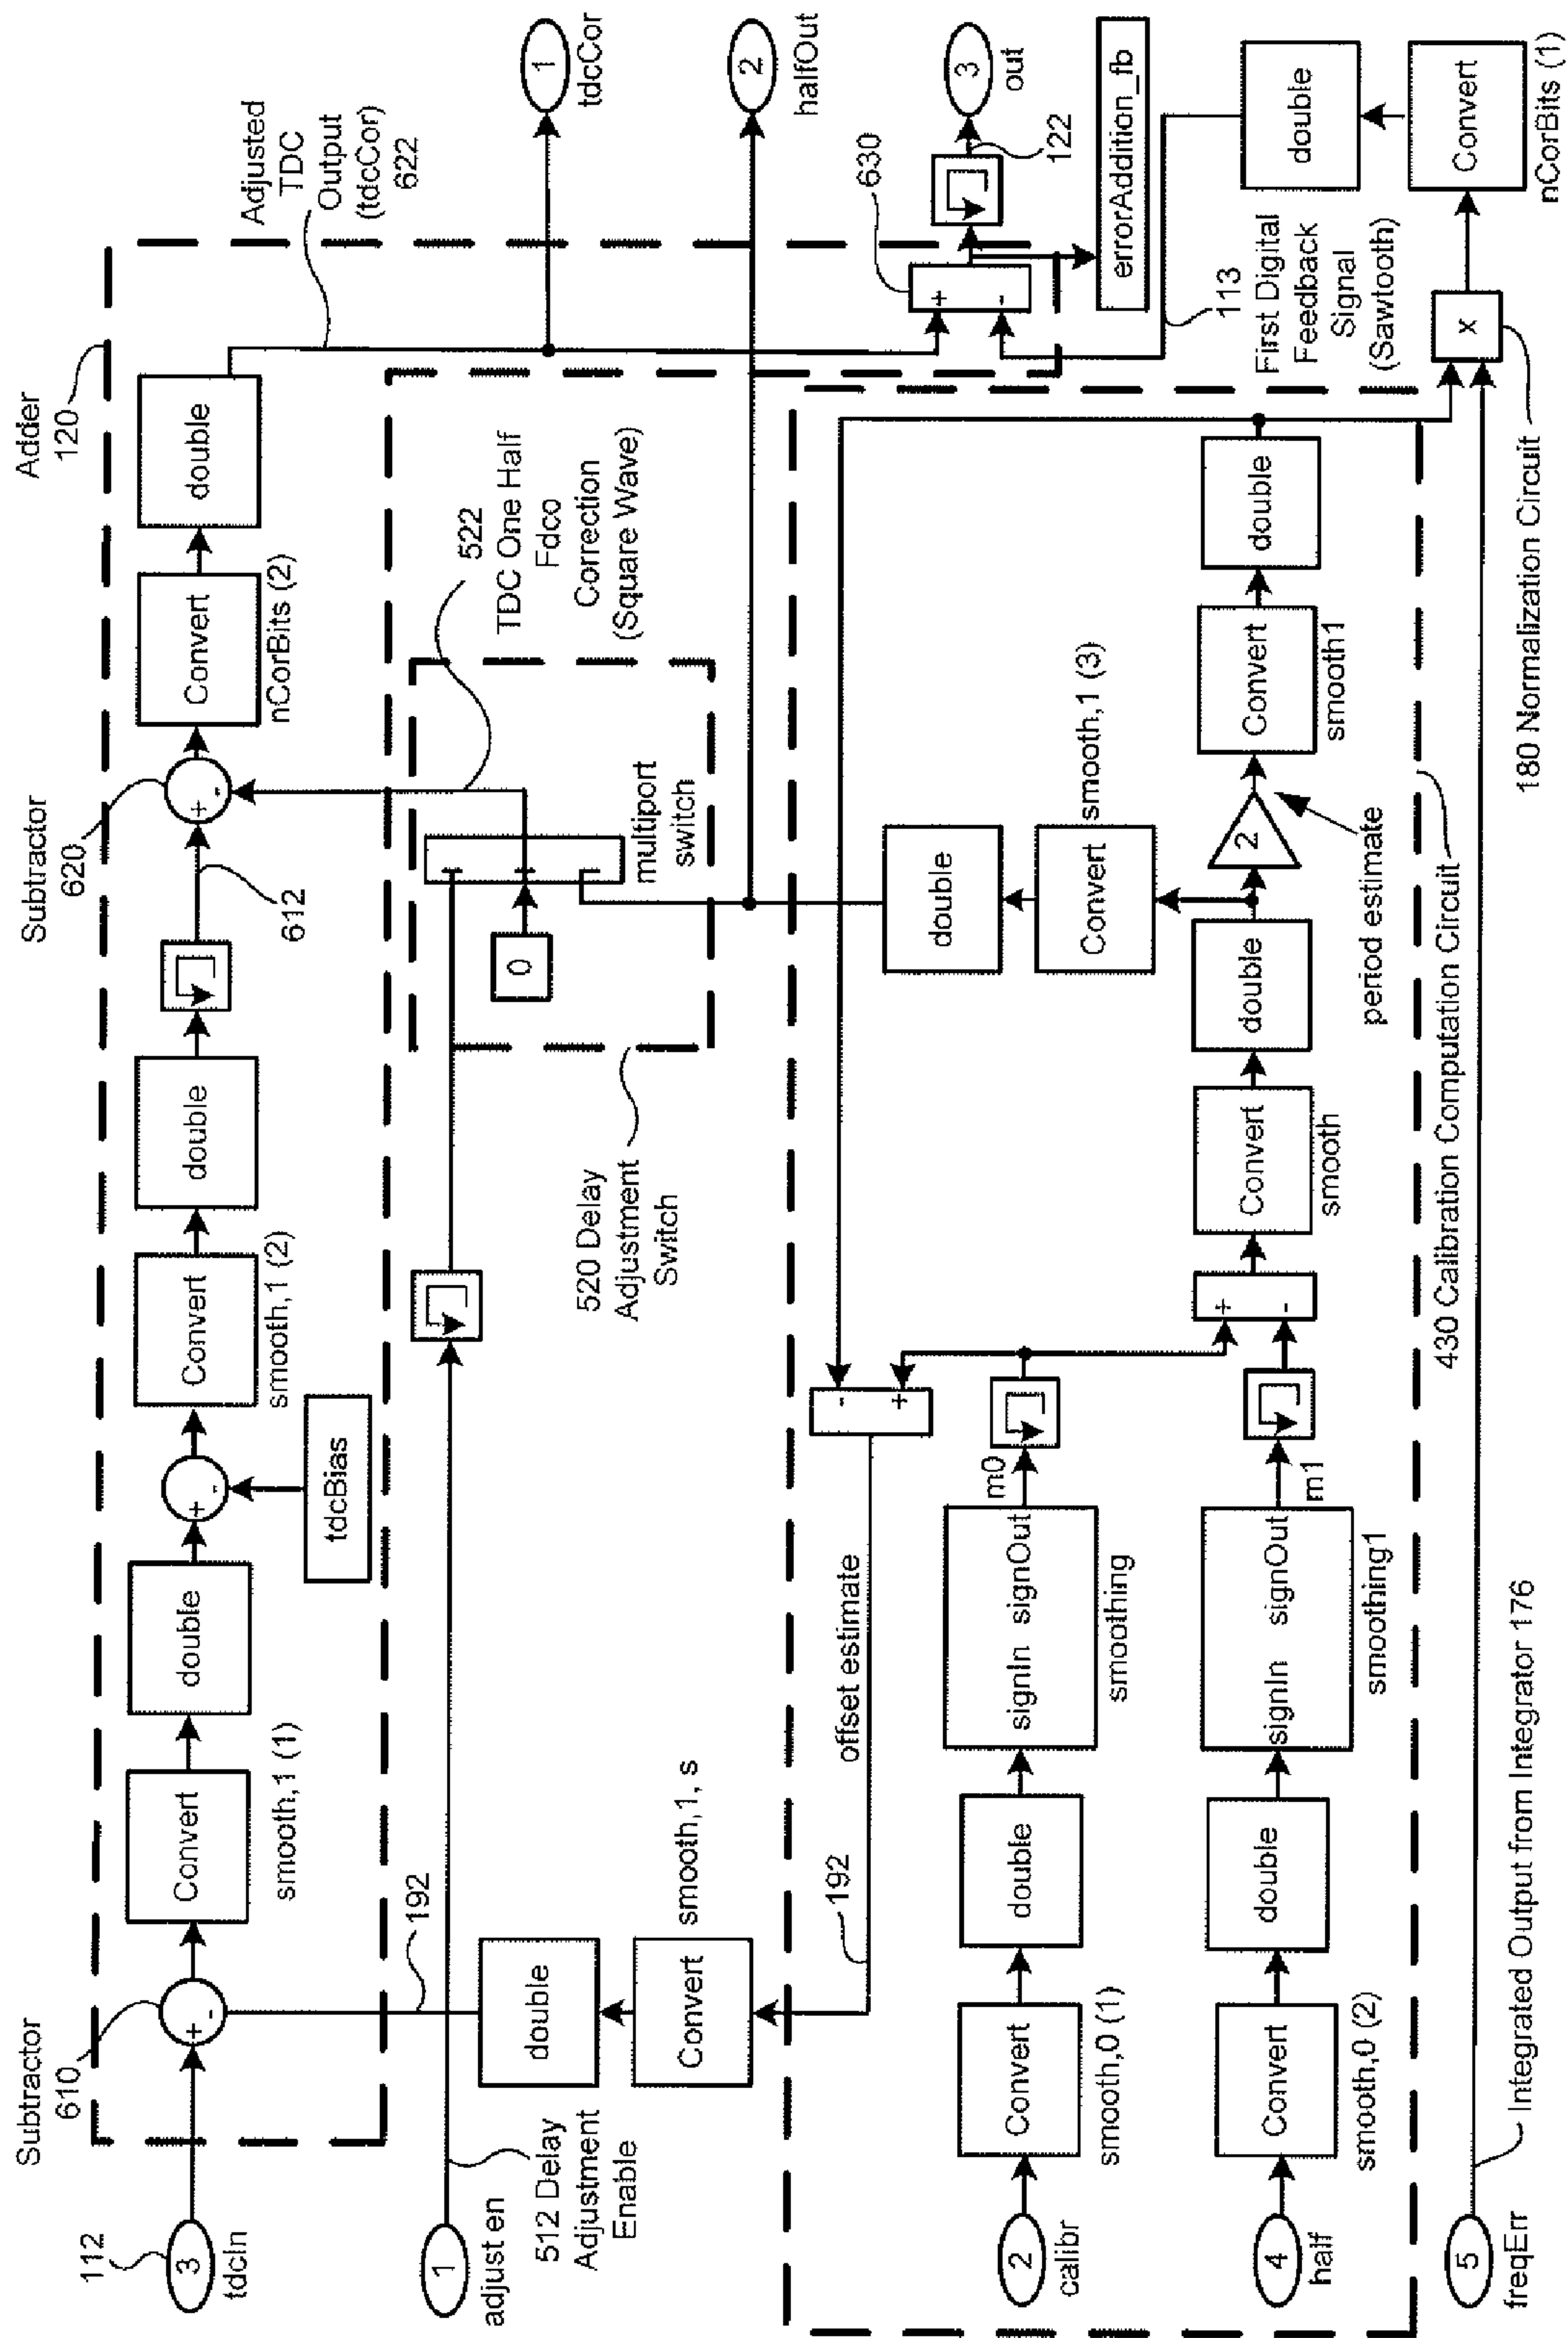 112
3
tdcIn
Subtractor
610
+
-
Convert
smooth,1 (1)
double
+
-
tdcBias
Convert
smooth,1 (2)
double
612
Subtractor
620
+
-
Convert
nCorBits (2)
double
Adder
120
Adjusted
TDC
Output
(tdcCor)
622
1
tdcCor
2
halfOut
3
out
122
630
+
-
errorAddition_fb
1
adjust en
512 Delay
Adjustment
Enable
192
double
Convert
smooth,1, s
520 Delay
Adjustment
Switch
0
multiport
switch
522
TDC One Half
Fdco
Correction
(Square Wave)
192
offset estimate
-
+
2
calibr
Convert
smooth,0 (1)
double
signIn signOut
smoothing
m0
4
half
Convert
smooth,0 (2)
double
signIn signOut
smoothing1
m1
+
-
Convert
smooth
double
Convert
smooth,1 (3)
double
2
period estimate
Convert
smooth1
double
113
First Digital
Feedback
Signal
(Sawtooth)
double
Convert
nCorBits (1)
x
5
freqErr
Integrated Output from Integrator 176
430 Calibration Computation Circuit
180 Normalization Circuit